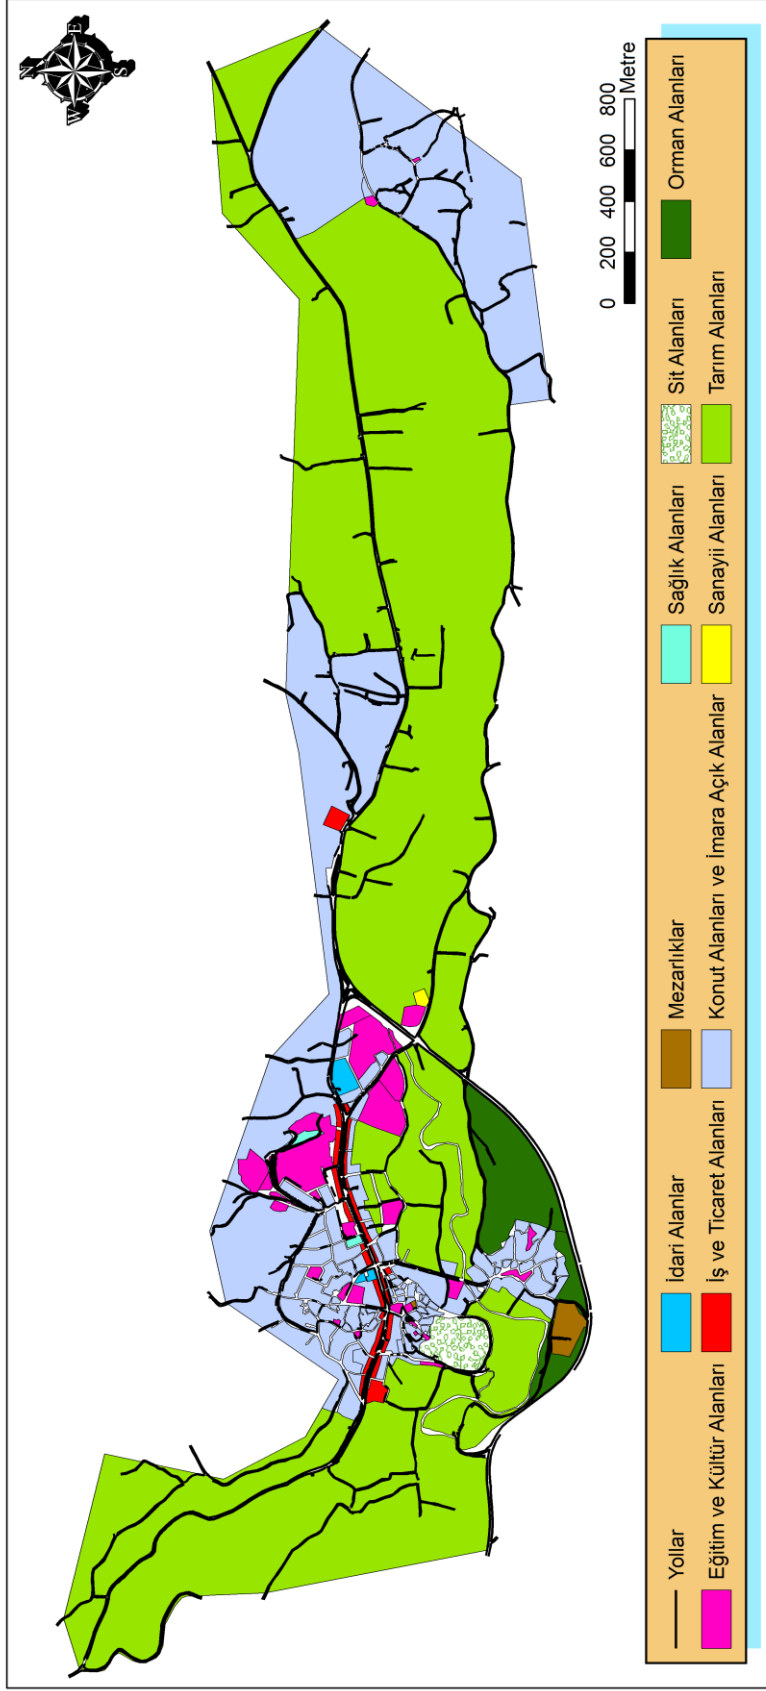 N
E
S
W
0 200 400 600 800
Metre
Yollar
İdari Alanlar
Mezarlıklar
Sağlık Alanları
Sit Alanları
Orman Alanları
Eğitim ve Kültür Alanları
İş ve Ticaret Alanları
Konut Alanları ve İmara Açık Alanlar
Sanayii Alanları
Tarım Alanları